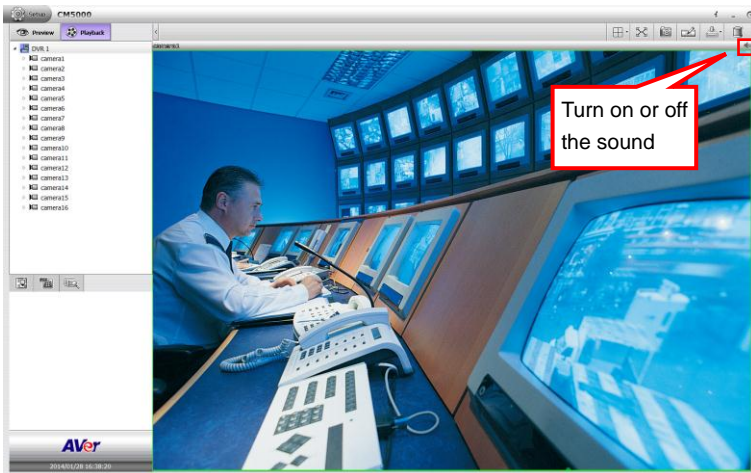 Setup CM5000
Preview Playback
DVR 1
camera1
camera2
camera3
camera4
camera5
camera6
camera7
camera8
camera9
camera10
camera11
camera12
camera13
camera14
camera15
camera16
camera3
Turn on or off
the sound
AVer
2014/01/28 16:38:20